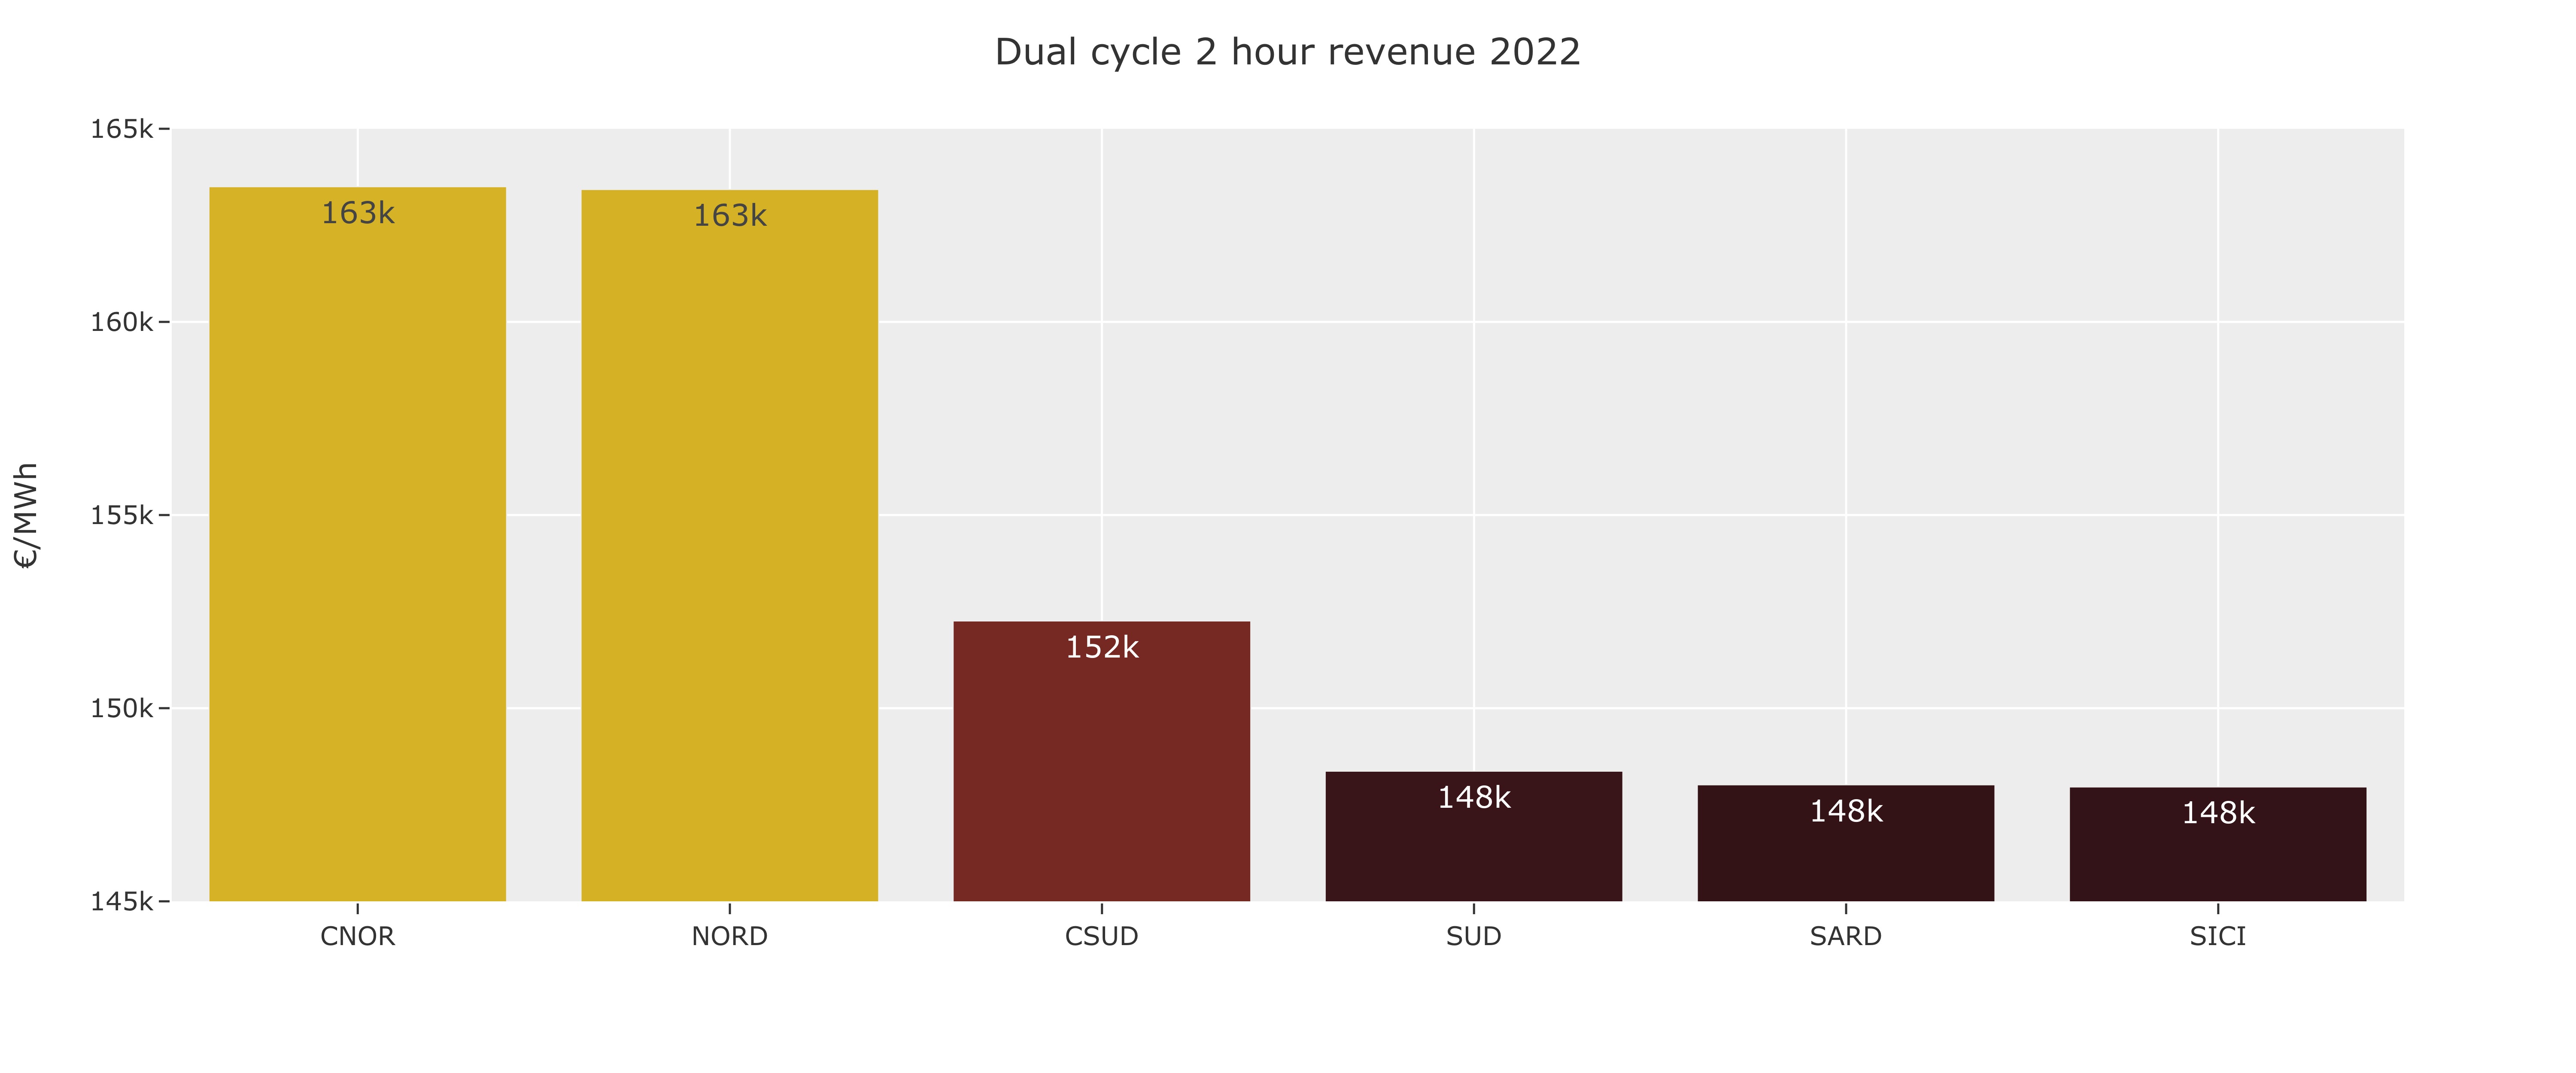 Dual cycle 2 hour revenue 2022
165k
160k
155k
150k
145k
€/MWh
163k
163k
152k
148k
148k
148k
CNOR
NORD
CSUD
SUD
SARD
SICI